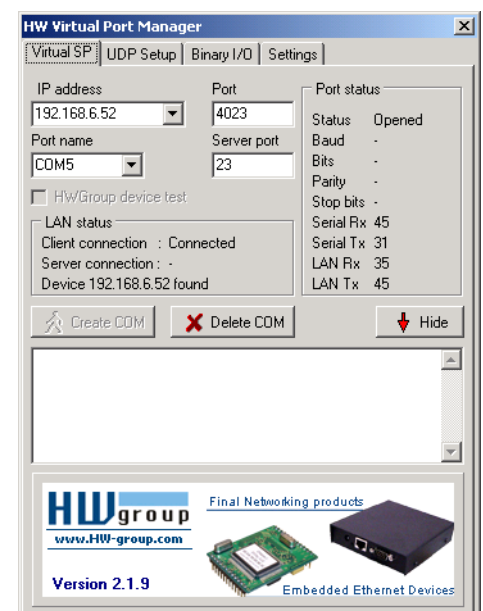 HW Virtual Port Manager
Virtual SP UDP Setup Binary I/O Settings
IP address Port
192.168.6.52 4023
Port name Server port
COM5 23
HWGroup device test
LAN status
Client connection : Connected
Server connection : -
Device 192.168.6.52 found
Port status
Status Opened
Baud -
Bits -
Parity -
Stop bits -
Serial Rx 45
Serial Tx 31
LAN Rx 35
LAN Tx 45
Create COM Delete COM Hide
HWgroup
www.HW-group.com
Version 2.1.9
Final Networking products
Embedded Ethernet Devices